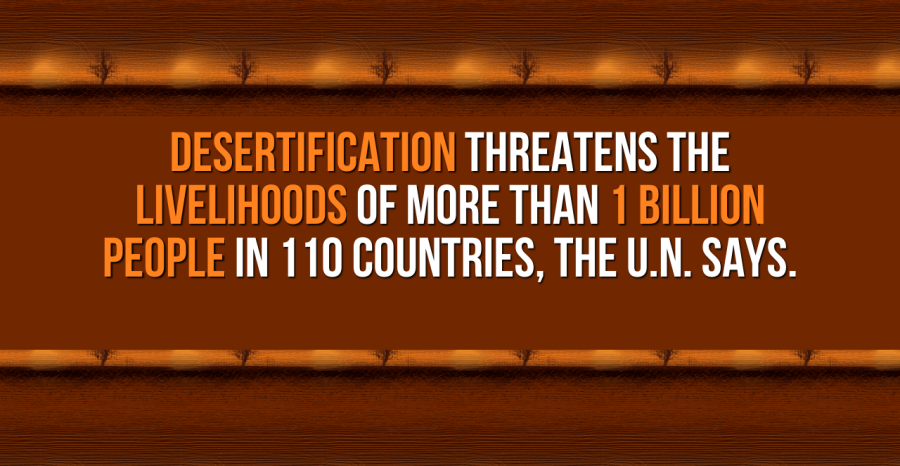 DESERTIFICATION THREATENS THE
LIVELIHOODS OF MORE THAN 1 BILLION
PEOPLE IN 110 COUNTRIES, THE U.N. SAYS.